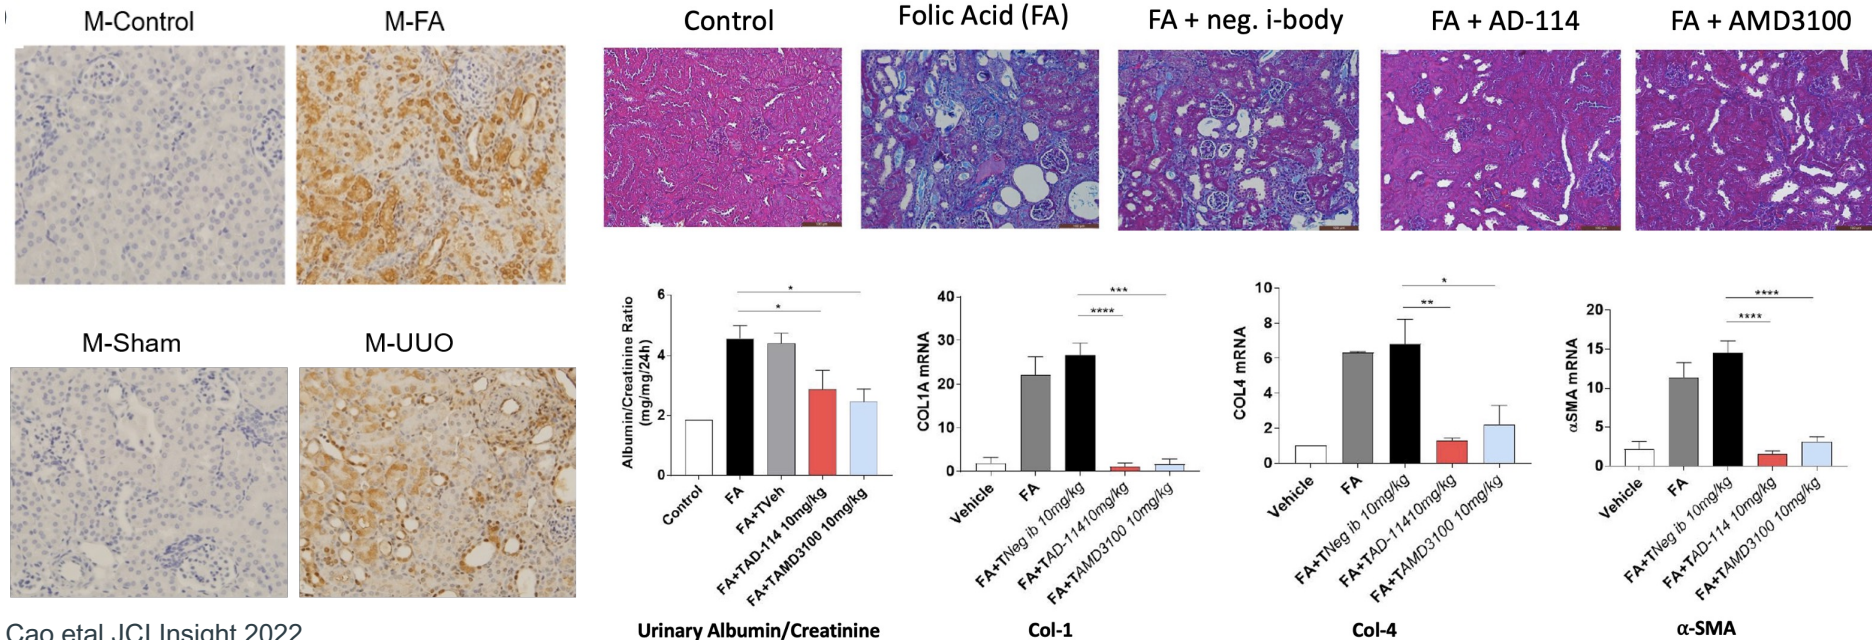 M-Control
M-FA
M-Sham
M-UUO
Cao etal JCI Insight 2022
Control
Folic Acid (FA)
FA + neg. i-body
FA + AD-114
FA + AMD3100
Albumin/Creatinine Ratio
(mg/mg/24h)
6
4
2
0
*
*
Control
FA
FA+TVeh
FA+TAD-114 10mg/kg
FA+TAMD3100 10mg/kg
Urinary Albumin/Creatinine
COL1A mRNA
40
30
20
10
0
***
****
Vehicle
FA
FA+TNeg ib 10mg/kg
FA+TAD-11410mg/kg
FA+TAMD3100 10mg/kg
Col-1
COL4 mRNA
10
8
6
4
2
0
*
**
Vehicle
FA
FA+TNeg ib 10mg/kg
FA+TAD-11410mg/kg
FA+TAMD3100 10mg/kg
Col-4
αSMA mRNA
20
15
10
5
0
****
****
Vehicle
FA
FA+TNeg ib 10mg/kg
FA+TAD-114 10mg/kg
FA+TAMD3100 10mg/kg
α-SMA